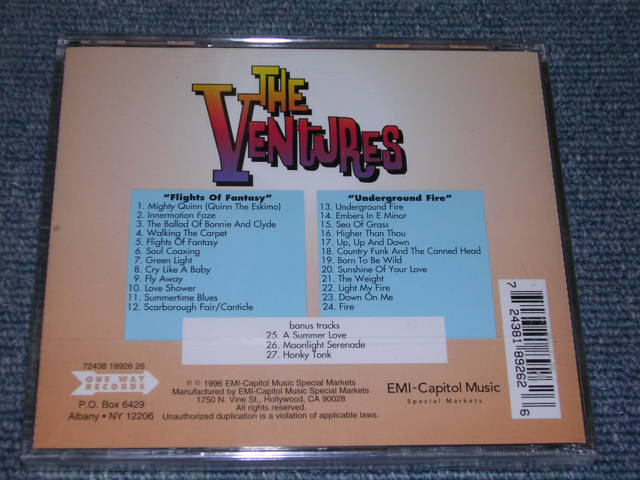 THE
VENTURES
"Flights Of Fantasy"
1. Mighty Quinn (Quinn The Eskimo)
2. Innermotion Faze
3. The Ballad Of Bonnie And Clyde
4. Walking The Carpet
5. Flights Of Fantasy
6. Soul Coaxing
7. Green Light
8. Cry Like A Baby
9. Fly Away
10. Love Shower
11. Summertime Blues
12. Scarborough Fair/Canticle
"Underground Fire"
13. Underground Fire
14. Embers In E Minor
15. Sea Of Grass
16. Higher Than Thou
17. Up, Up And Down
18. Country Funk And The Canned Head
19. Born To Be Wild
20. Sunshine Of Your Love
21. The Weight
22. Light My Fire
23. Down On Me
24. Fire
bonus tracks
25. A Summer Love
26. Moonlight Serenade
27. Honky Tonk
72438 18926 26
ONE WAY
RECORDS
P.O. Box 6429
Albany • NY 12206
℗ © 1996 EMI-Capitol Music Special Markets
Manufactured by EMI-Capitol Music Special Markets
1750 N. Vine St., Hollywood, CA 90028
All rights reserved.
Unauthorized duplication is a violation of applicable laws.
EMI-Capitol Music
Special Markets
7 24381 89262 6